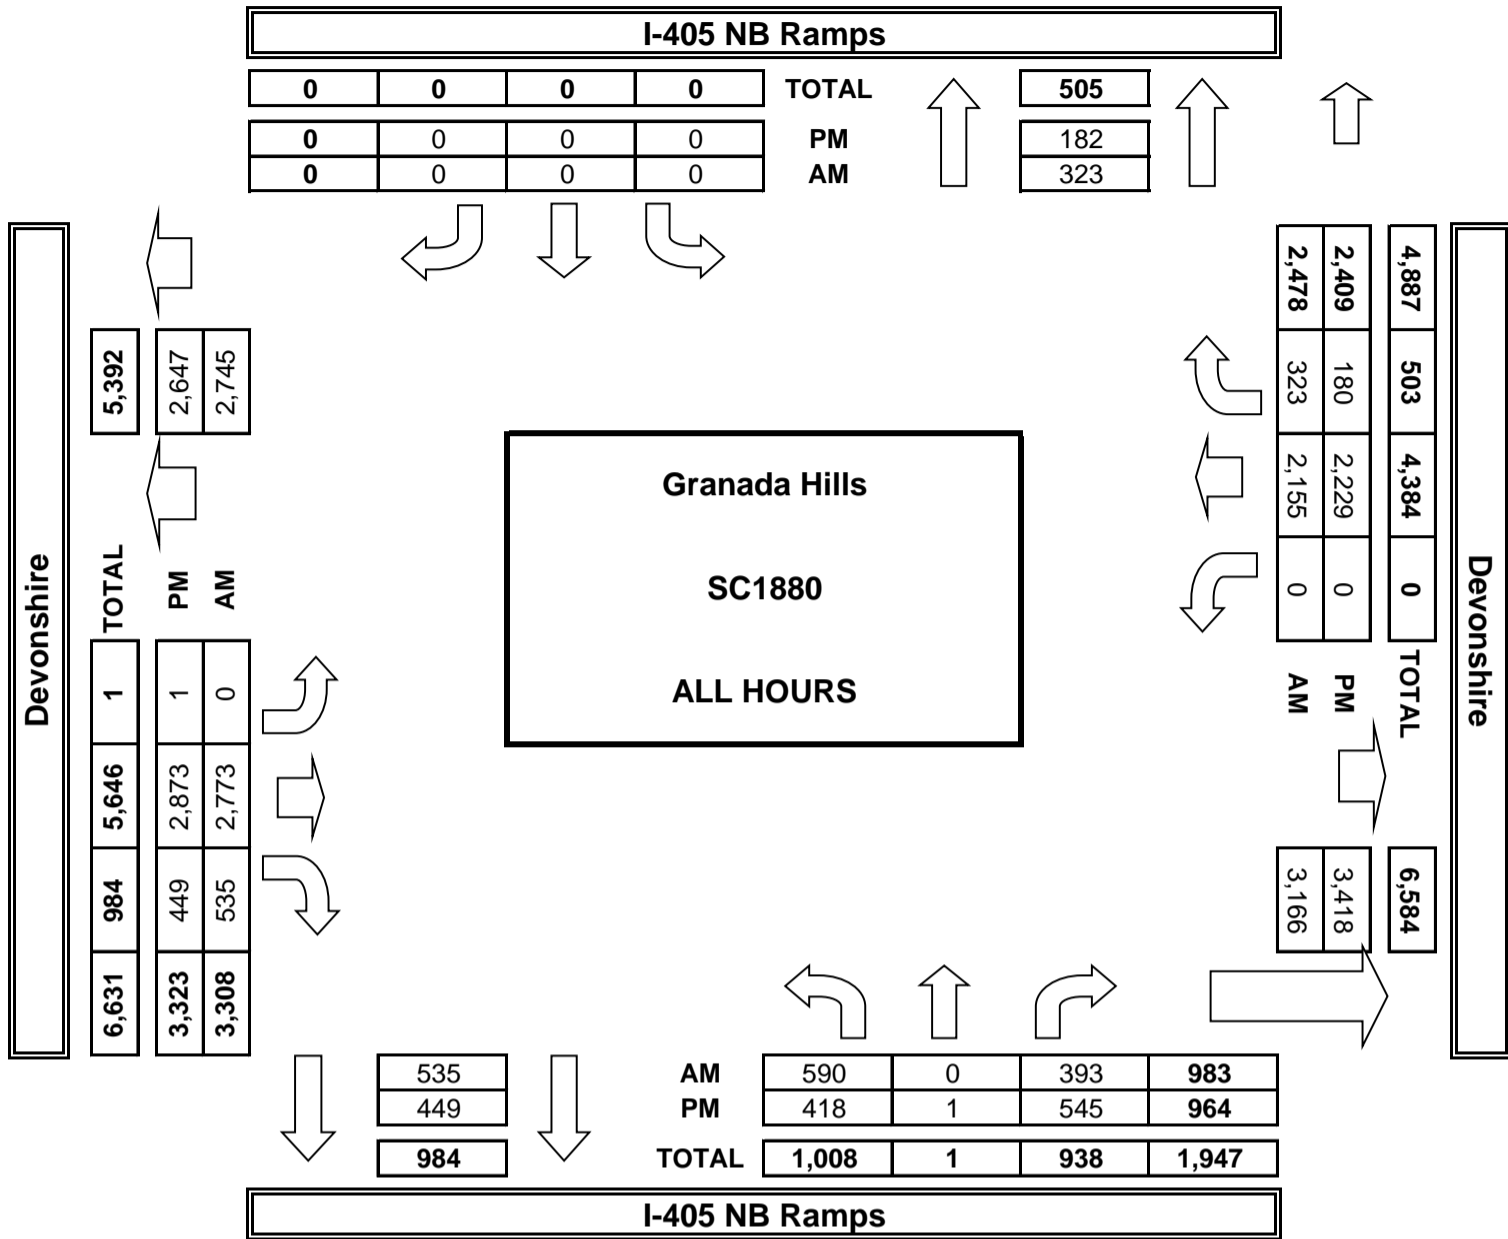 I-405 NB Ramps
0 0 0 0 TOTAL 505
0 0 0 0 PM 182
0 0 0 0 AM 323
Devonshire
5,392 2,647 2,745
TOTAL PM AM
1 1 0
5,646 2,873 2,773
984 449 535
6,631 3,323 3,308
Granada Hills
SC1880
ALL HOURS
2,478 2,409 4,887
323 180 503
2,155 2,229 4,384
0 0 0
AM PM TOTAL
3,166 3,418 6,584
Devonshire
535 AM 590 0 393 983
449 PM 418 1 545 964
984 TOTAL 1,008 1 938 1,947
I-405 NB Ramps